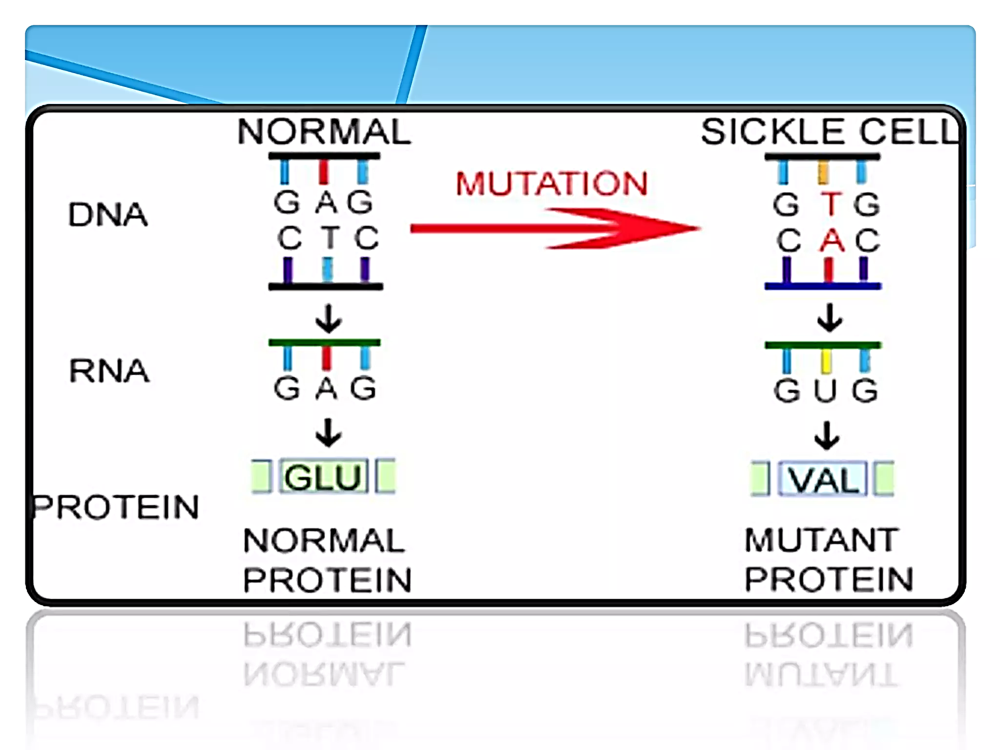 NORMAL
SICKLE CELL
MUTATION
DNA
G A G
C T C
G T G
C A C
RNA
G A G
G U G
GLU
VAL
PROTEIN
NORMAL
PROTEIN
MUTANT
PROTEIN